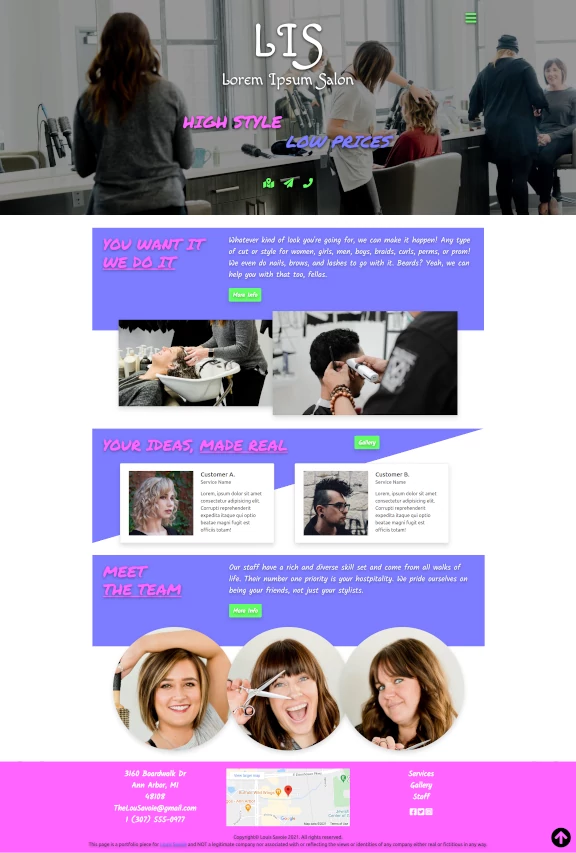 LIS
Lorem Ipsum Salon
HIGH STYLE
LOW PRICES
YOU WANT IT
WE DO IT
Whatever kind of look you're going for, we can make it happen! Any type
of cut or style for women, girls, men, boys, braids, curls, perms, or prom!
We even do nails, brows, and lashes to go with it. Beards? Yeah, we can
help you with that too, fellas.
More Info
YOUR IDEAS, MADE REAL
Gallery
Customer A.
Service Name
Lorem, ipsum dolor sit amet
consectetur adipisicing elit.
Corrupti reprehenderit
expedita quia qui optio
beatae magni fugit est
officiis totam!
Customer B.
Service Name
Lorem, ipsum dolor sit amet
consectetur adipisicing elit.
Corrupti reprehenderit
expedita quia qui optio
beatae magni fugit est
officiis totam!
MEET
THE TEAM
Our staff have a rich and diverse skill set and come from all walks of
life. Their number one priority is your hostpitality. We pride ourselves on
being your friends, not just your stylists.
More Info
3160 Boardwalk Dr
Ann Arbor, MI
48108
TheLouSavoie@gmail.com
1 (307) 555-0977
View larger map
Services
Gallery
Staff
Copyright© Louis Savoie 2021. All rights reserved.
This page is a portfolio piece for Louis Savoie and NOT a legitimate company nor associated with or reflecting the views or identities of any company either real or fictitious in any way.